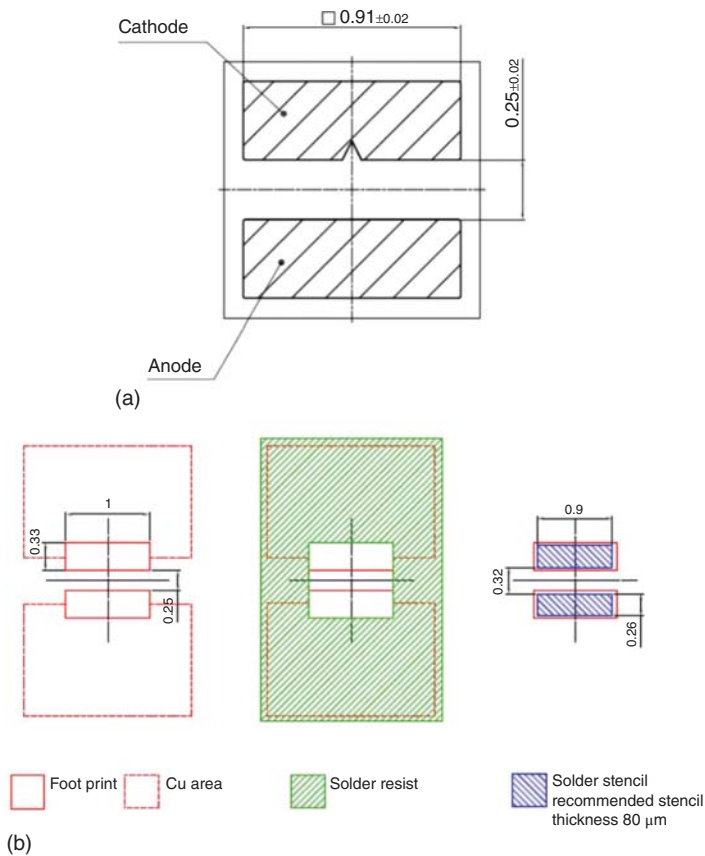 Cathode
□ 0.91±0.02
0.25±0.02
Anode
(a)
1
0.33
0.25
0.9
0.32
0.26
Foot print
Cu area
Solder resist
Solder stencil
recommended stencil
thickness 80 μm
(b)